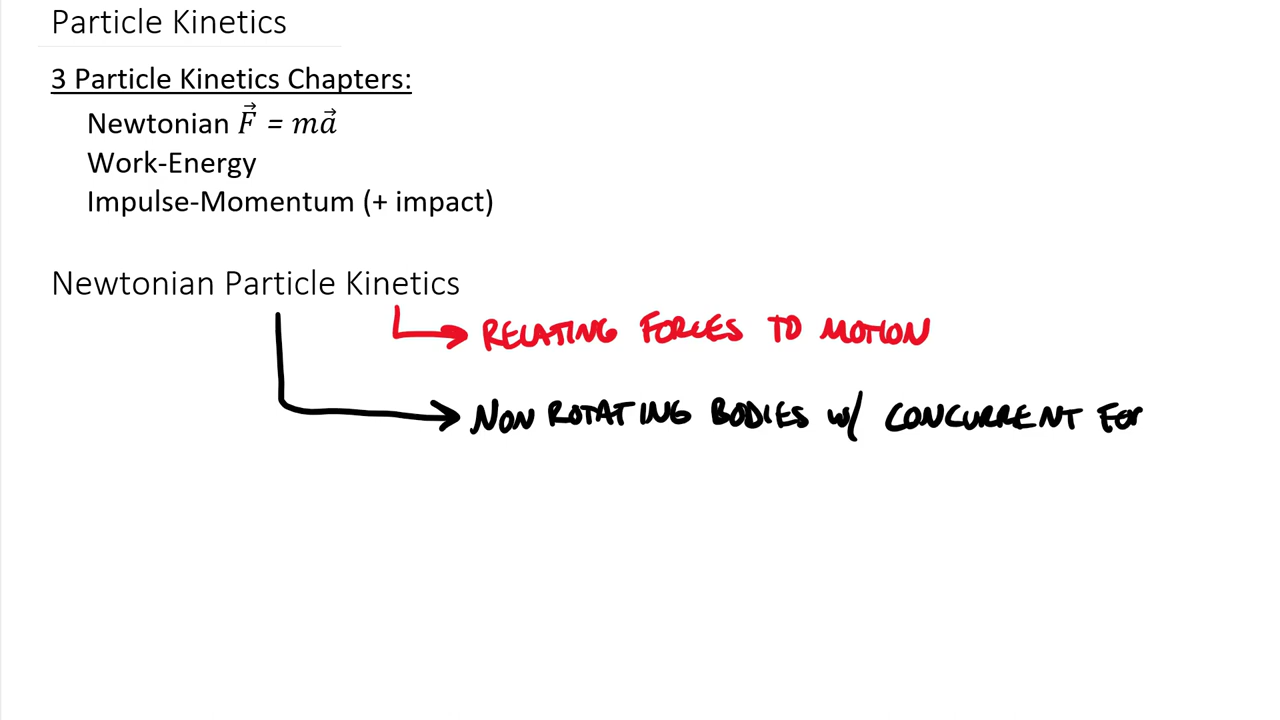 Particle Kinetics
3 Particle Kinetics Chapters:
Newtonian F⃗ = ma⃗
Work-Energy
Impulse-Momentum (+ impact)
Newtonian Particle Kinetics
RELATING FORCES TO MOTION
NON ROTATING BODIES w/ CONCURRENT FOR